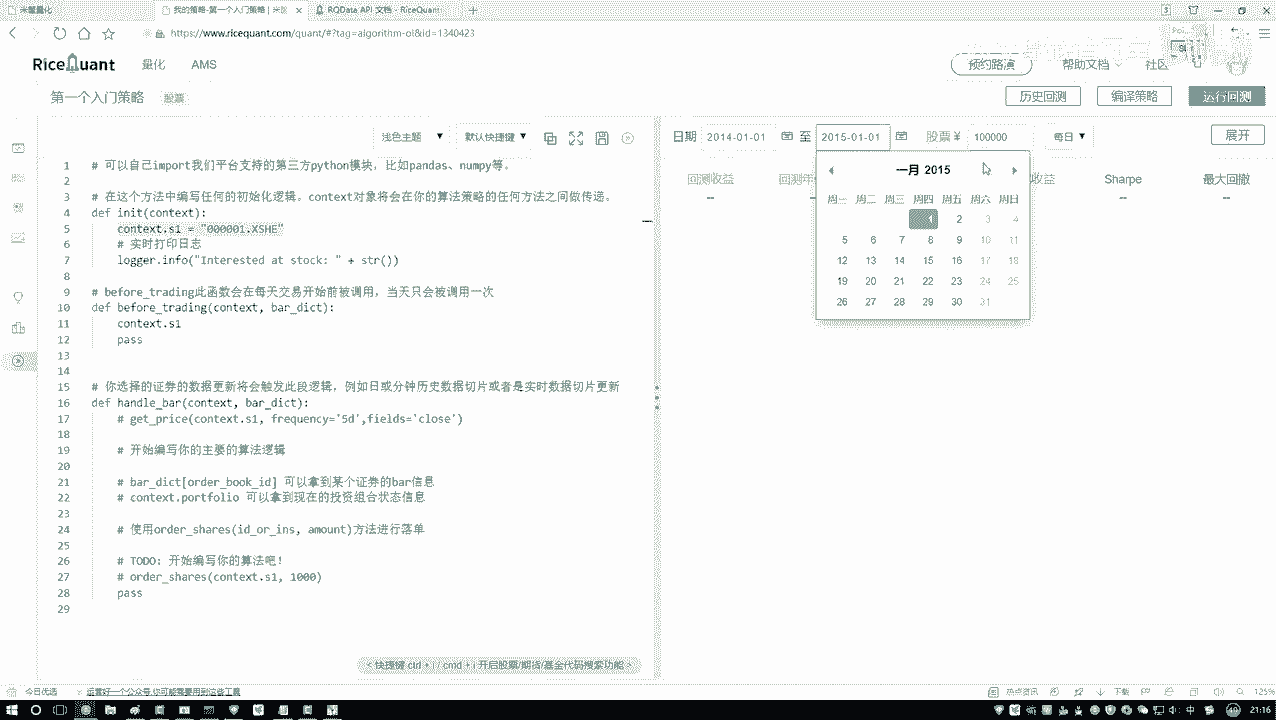 米筐量化
我的策略-第一个入门策略 | 米
RQData API 文档 - RiceQuant
https://www.ricequant.com/quant/#?tag=algorithm-ol&id=1340423
RiceQuant 量化 AMS 预约路演 帮助文档 社区
第一个入门策略 股票 历史回测 编译策略 运行回测
浅色主题 默认快捷键 日期 2014-01-01 至 2015-01-01 股票 ¥ 100000 每日 展开
1 # 可以自己import我们平台支持的第三方python模块，比如pandas、numpy等。
2
3 # 在这个方法中编写任何的初始化逻辑。context对象将会在你的算法策略的任何方法之间做传递。
4 def init(context):
5 context.s1 = "000001.XSHE"
6 # 实时打印日志
7 logger.info("Interested at stock: " + str())
8
9 # before_trading此函数会在每天交易开始前被调用，当天只会被调用一次
10 def before_trading(context, bar_dict):
11 context.s1
12 pass
13
14
15 # 你选择的证券的数据更新将会触发此段逻辑，例如日或分钟历史数据切片或者是实时数据切片更新
16 def handle_bar(context, bar_dict):
17 # get_price(context.s1, frequency='5d',fields='close')
18
19 # 开始编写你的主要的算法逻辑
20
21 # bar_dict[order_book_id] 可以拿到某个证券的bar信息
22 # context.portfolio 可以拿到现在的投资组合状态信息
23
24 # 使用order_shares(id_or_ins, amount)方法进行落单
25
26 # TODO: 开始编写你的算法吧！
27 # order_shares(context.s1, 1000)
28 pass
29
快捷键 ctrl + i / cmd + i 开启股票/期货/基金代码搜索功能
一月 2015
周一 周二 周三 周四 周五 周六 周日
1 2 3 4
5 6 7 8 9 10 11
12 13 14 15 16 17 18
19 20 21 22 23 24 25
26 27 28 29 30 31
回测收益 回测年 收益 Sharpe 最大回撤
-- -- -- --
今日优选 运营好一个公众号,你可能需要用到这些工具 热点资讯 下载 125%
中 21:16